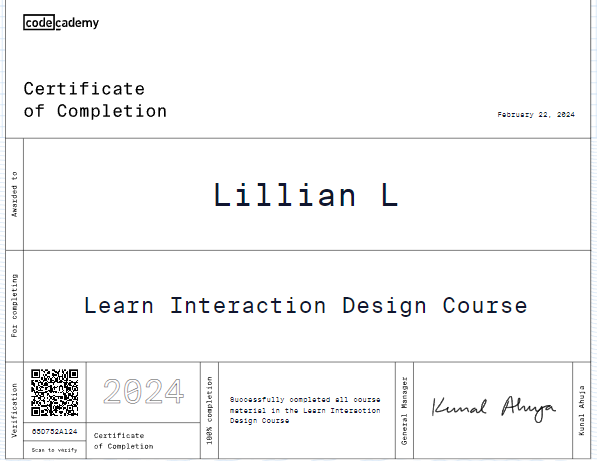 codecademy
Certificate
of Completion
February 22, 2024
Awarded to
Lillian L
For completing
Learn Interaction Design Course
Verification
65D752A124
Scan to verify
2024
Certificate
of Completion
100% completion
Successfully completed all course
material in the Learn Interaction
Design Course
General Manager
Kunal Ahuja
Kunal Ahuja